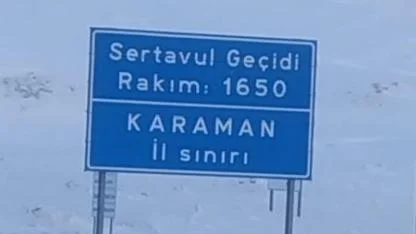 Sertavul Geçidi
Rakım: 1650
KARAMAN
İl sınırı